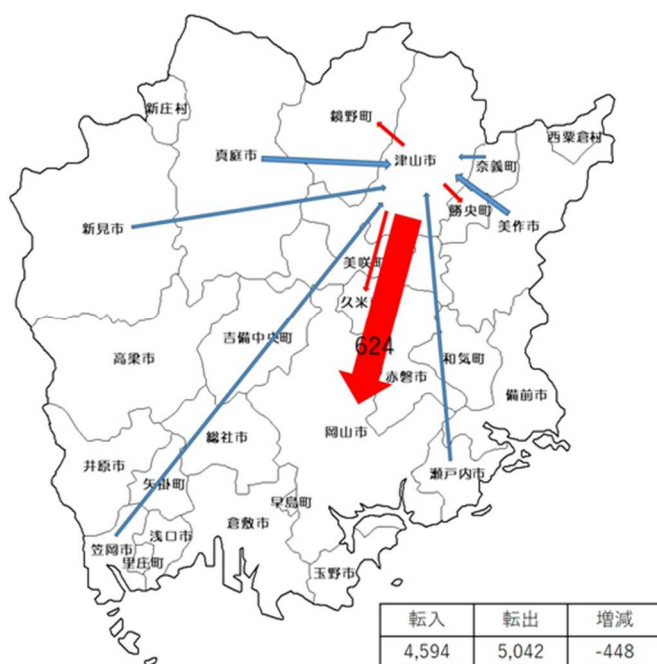 新庄村
鏡野町
西粟倉村
真庭市
津山市
奈義町
勝央町
新見市
美作市
美咲町
久米
吉備中央町
624
高梁市
赤磐市
和気町
備前市
岡山市
総社市
井原市
瀬戸内市
矢掛町
早島町
倉敷市
浅口市
笠岡市
里庄町
玉野市
転入 転出 増減
4,594 5,042 -448